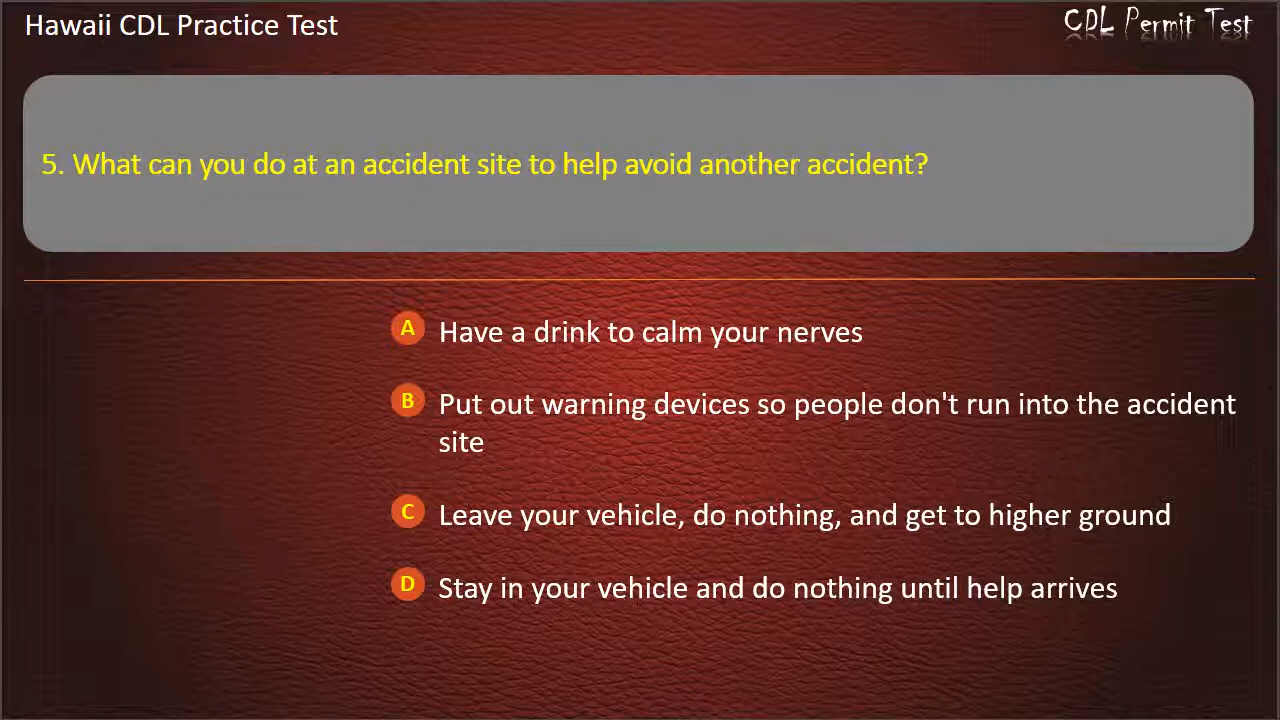 Hawaii CDL Practice Test
CDL Permit Test
5. What can you do at an accident site to help avoid another accident?
A Have a drink to calm your nerves
B Put out warning devices so people don't run into the accident
site
C Leave your vehicle, do nothing, and get to higher ground
D Stay in your vehicle and do nothing until help arrives